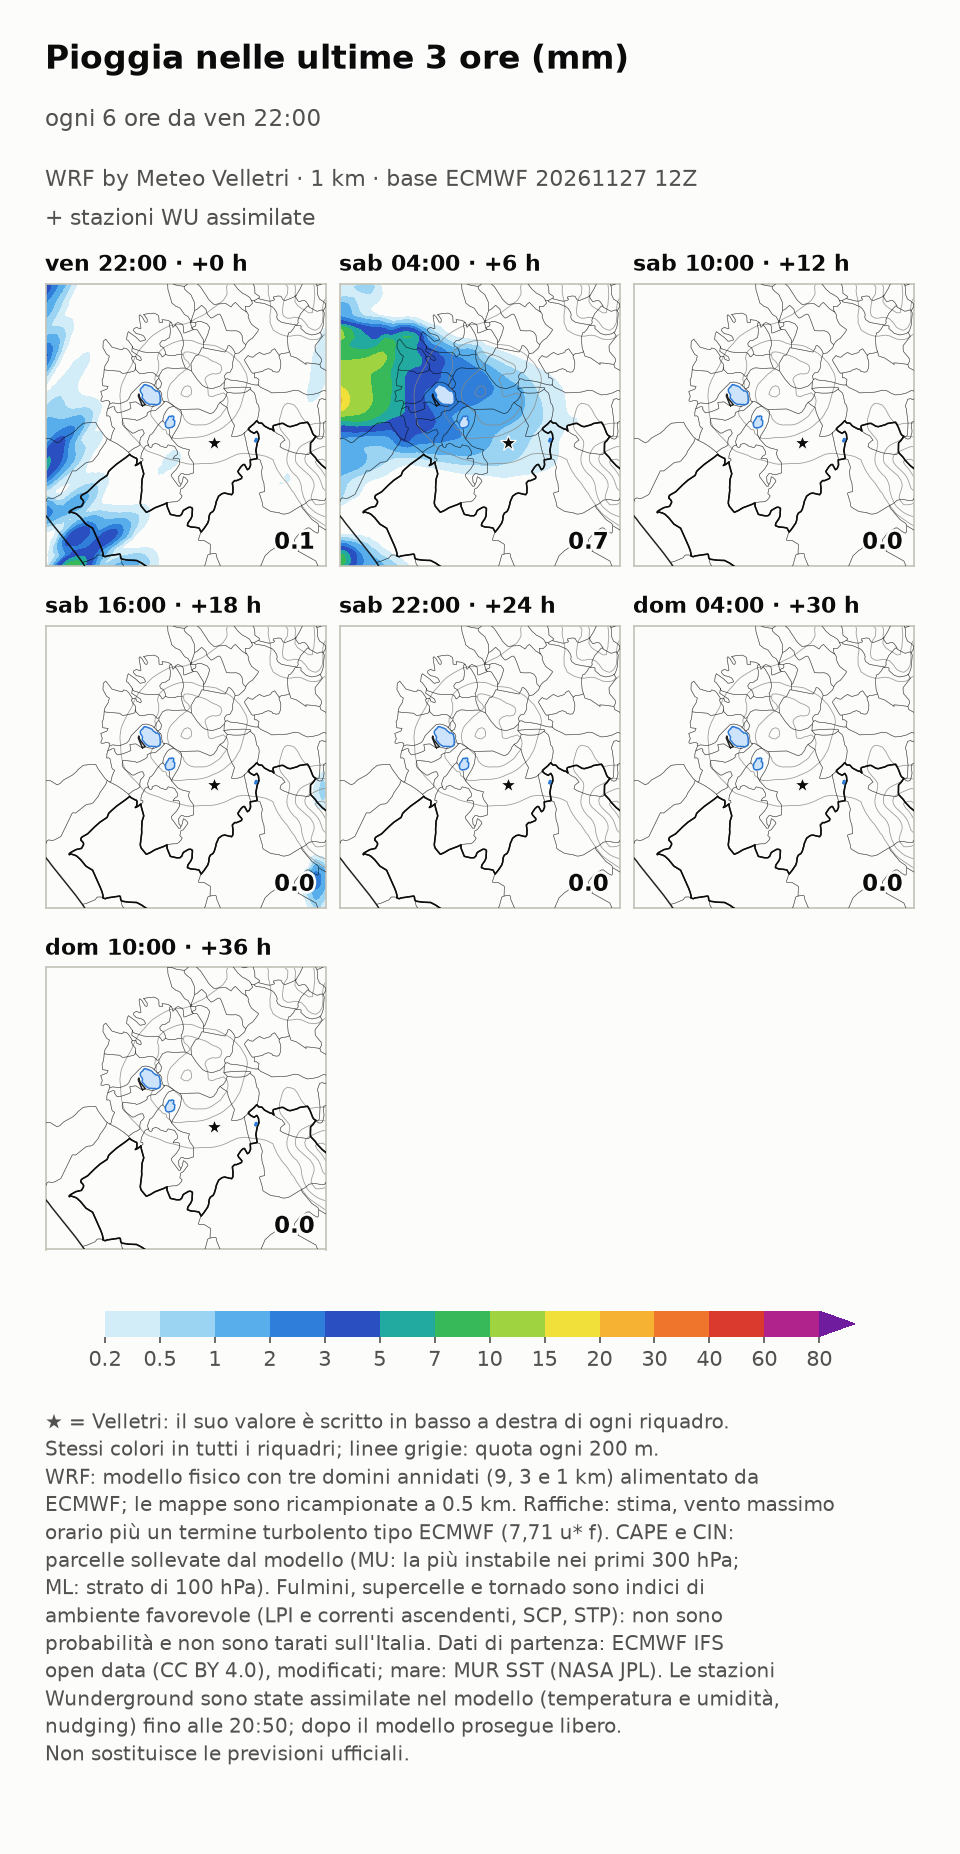 Pioggia nelle ultime 3 ore (mm)
ogni 6 ore da ven 22:00
WRF by Meteo Velletri · 1 km · base ECMWF 20261127 12Z
+ stazioni WU assimilate
ven 22:00 · +0 h
sab 04:00 · +6 h
sab 10:00 · +12 h
0.1
0.7
0.0
sab 16:00 · +18 h
sab 22:00 · +24 h
dom 04:00 · +30 h
0.0
0.0
0.0
dom 10:00 · +36 h
0.0
0.2 0.5 1 2 3 5 7 10 15 20 30 40 60 80
★ = Velletri: il suo valore è scritto in basso a destra di ogni riquadro.
Stessi colori in tutti i riquadri; linee grigie: quota ogni 200 m.
WRF: modello fisico con tre domini annidati (9, 3 e 1 km) alimentato da
ECMWF; le mappe sono ricampionate a 0.5 km. Raffiche: stima, vento massimo
orario più un termine turbolento tipo ECMWF (7,71 u* f). CAPE e CIN:
parcelle sollevate dal modello (MU: la più instabile nei primi 300 hPa;
ML: strato di 100 hPa). Fulmini, supercelle e tornado sono indici di
ambiente favorevole (LPI e correnti ascendenti, SCP, STP): non sono
probabilità e non sono tarati sull'Italia. Dati di partenza: ECMWF IFS
open data (CC BY 4.0), modificati; mare: MUR SST (NASA JPL). Le stazioni
Wunderground sono state assimilate nel modello (temperatura e umidità,
nudging) fino alle 20:50; dopo il modello prosegue libero.
Non sostituisce le previsioni ufficiali.